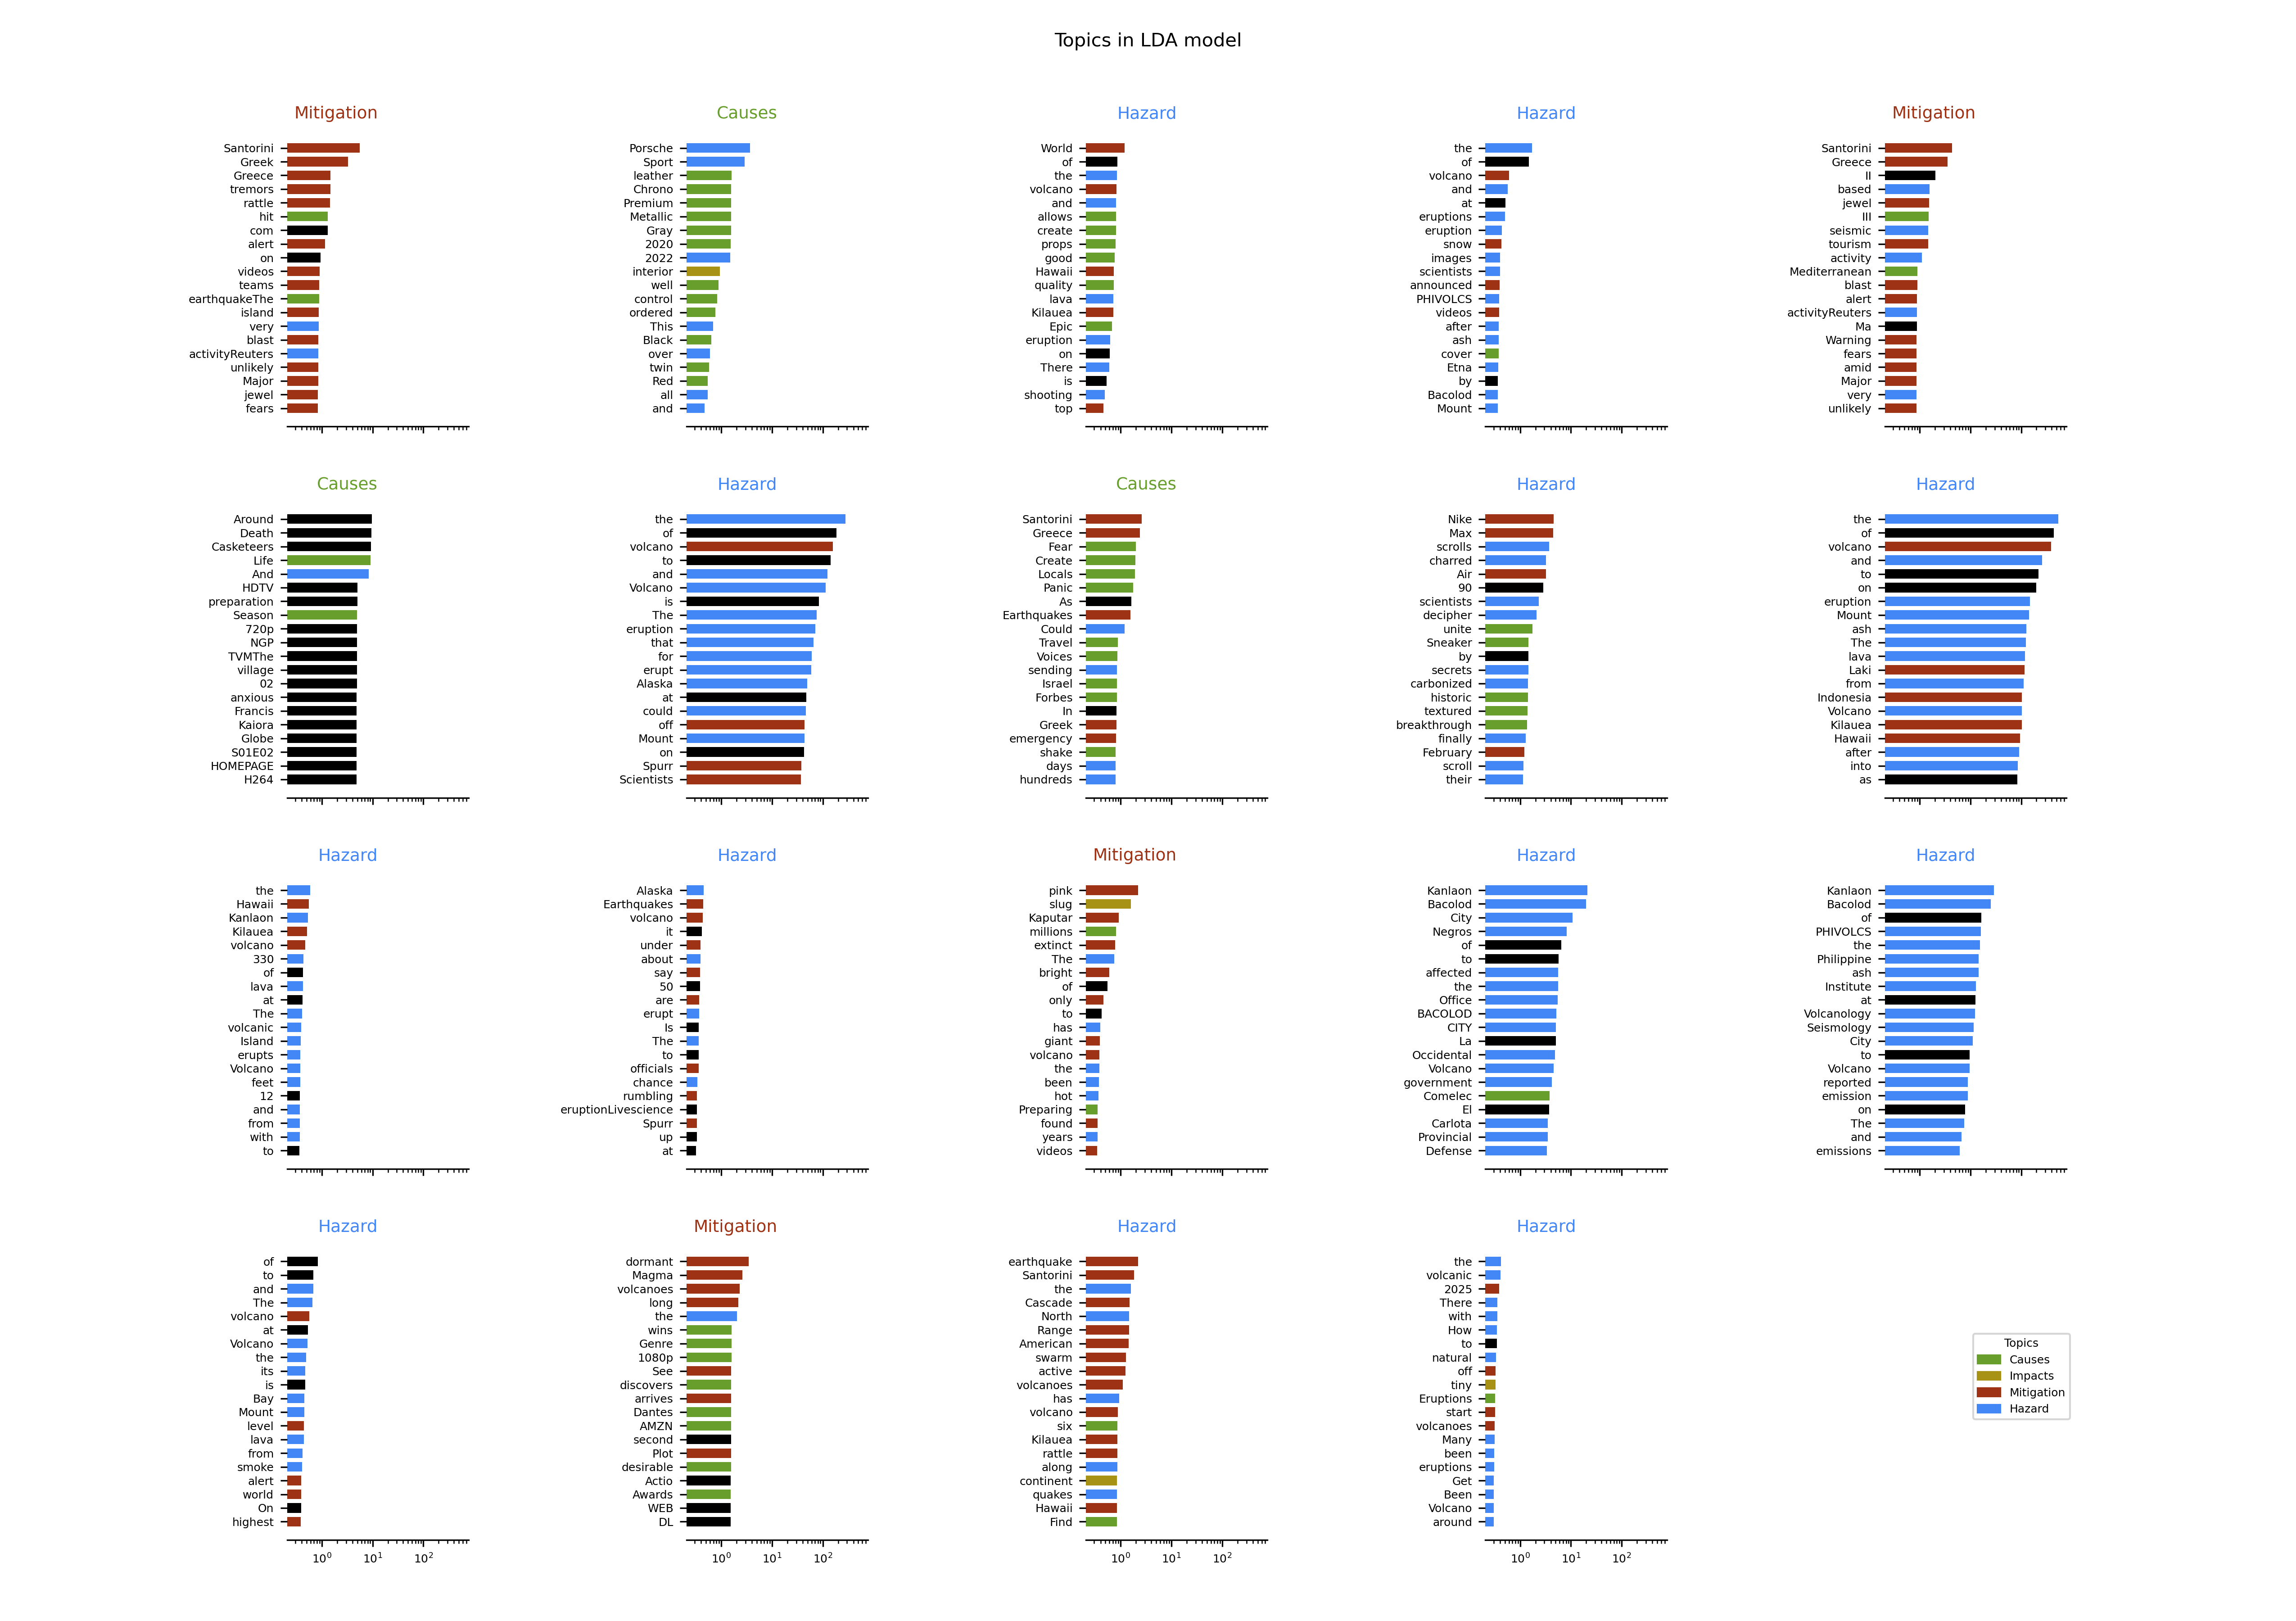 Topics in LDA model
Mitigation
Santorini
Greek
Greece
tremors
rattle
hit
com
alert
on
videos
teams
earthquakeThe
island
very
blast
activityReuters
unlikely
Major
jewel
fears
Causes
Porsche
Sport
leather
Chrono
Premium
Metallic
Gray
2020
2022
interior
well
control
ordered
This
Black
over
twin
Red
all
and
Hazard
World
of
the
volcano
and
allows
create
props
good
Hawaii
quality
lava
Kilauea
Epic
eruption
on
There
is
shooting
top
Hazard
the
of
volcano
and
at
eruptions
eruption
snow
images
scientists
announced
PHIVOLCS
videos
after
ash
cover
Etna
by
Bacolod
Mount
Mitigation
Santorini
Greece
II
based
jewel
III
seismic
tourism
activity
Mediterranean
blast
alert
activityReuters
Ma
Warning
fears
amid
Major
very
unlikely
Causes
Around
Death
Casketeers
Life
And
HDTV
preparation
Season
720p
NGP
TVMThe
village
02
anxious
Francis
Kaiora
Globe
S01E02
HOMEPAGE
H264
Hazard
the
of
volcano
to
and
Volcano
is
The
eruption
that
for
erupt
Alaska
at
could
off
Mount
on
Spurr
Scientists
Causes
Santorini
Greece
Fear
Create
Locals
Panic
As
Earthquakes
Could
Travel
Voices
sending
Israel
Forbes
In
Greek
emergency
shake
days
hundreds
Hazard
Nike
Max
scrolls
charred
Air
90
scientists
decipher
unite
Sneaker
by
secrets
carbonized
historic
textured
breakthrough
finally
February
scroll
their
Hazard
the
of
volcano
and
to
on
eruption
Mount
ash
The
lava
Laki
from
Indonesia
Volcano
Kilauea
Hawaii
after
into
as
Hazard
the
Hawaii
Kanlaon
Kilauea
volcano
330
of
lava
at
The
volcanic
Island
erupts
Volcano
feet
12
and
from
with
to
Hazard
Alaska
Earthquakes
volcano
it
under
about
say
50
are
erupt
Is
The
to
officials
chance
rumbling
eruptionLivescience
Spurr
up
at
Mitigation
pink
slug
Kaputar
millions
extinct
The
bright
of
only
to
has
giant
volcano
the
been
hot
Preparing
found
years
videos
Hazard
Kanlaon
Bacolod
City
Negros
of
to
affected
the
Office
BACOLOD
CITY
La
Occidental
Volcano
government
Comelec
El
Carlota
Provincial
Defense
Hazard
Kanlaon
Bacolod
of
PHIVOLCS
the
Philippine
ash
Institute
at
Volcanology
Seismology
City
to
Volcano
reported
emission
on
The
and
emissions
Hazard
of
to
and
The
volcano
at
Volcano
the
its
is
Bay
Mount
level
lava
from
smoke
alert
world
On
highest
10⁰ 10¹ 10²
Mitigation
dormant
Magma
volcanoes
long
the
wins
Genre
1080p
See
discovers
arrives
Dantes
AMZN
second
Plot
desirable
Actio
Awards
WEB
DL
10⁰ 10¹ 10²
Hazard
earthquake
Santorini
the
Cascade
North
Range
American
swarm
active
volcanoes
has
volcano
six
Kilauea
rattle
along
continent
quakes
Hawaii
Find
10⁰ 10¹ 10²
Hazard
the
volcanic
2025
There
with
How
to
natural
off
tiny
Eruptions
start
volcanoes
Many
been
eruptions
Get
Been
Volcano
around
10⁰ 10¹ 10²
Topics
Causes
Impacts
Mitigation
Hazard